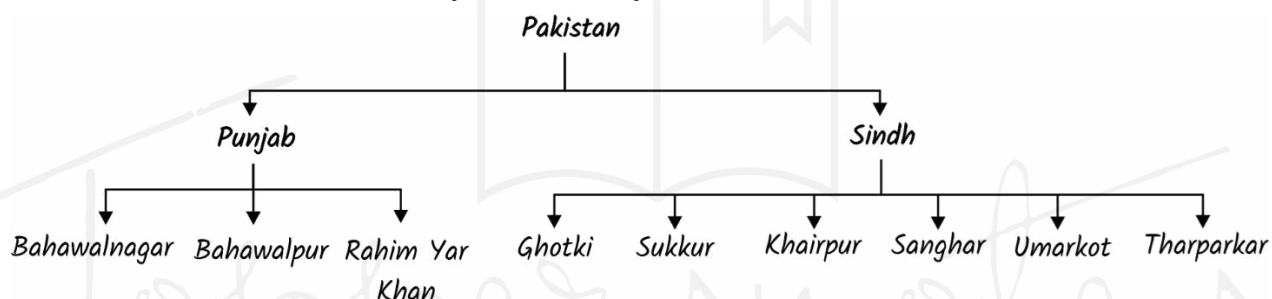 Pakistan
Punjab Sindh
Bahawalnagar Bahawalpur Rahim Yar Khan Ghotki Sukkur Khairpur Sanghar Umarkot Tharparkar